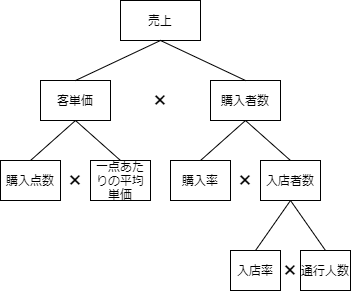 売上
客単価
×
購入者数
購入点数
×
一点あた
りの平均
単価
購入率
×
入店者数
入店率
×
通行人数